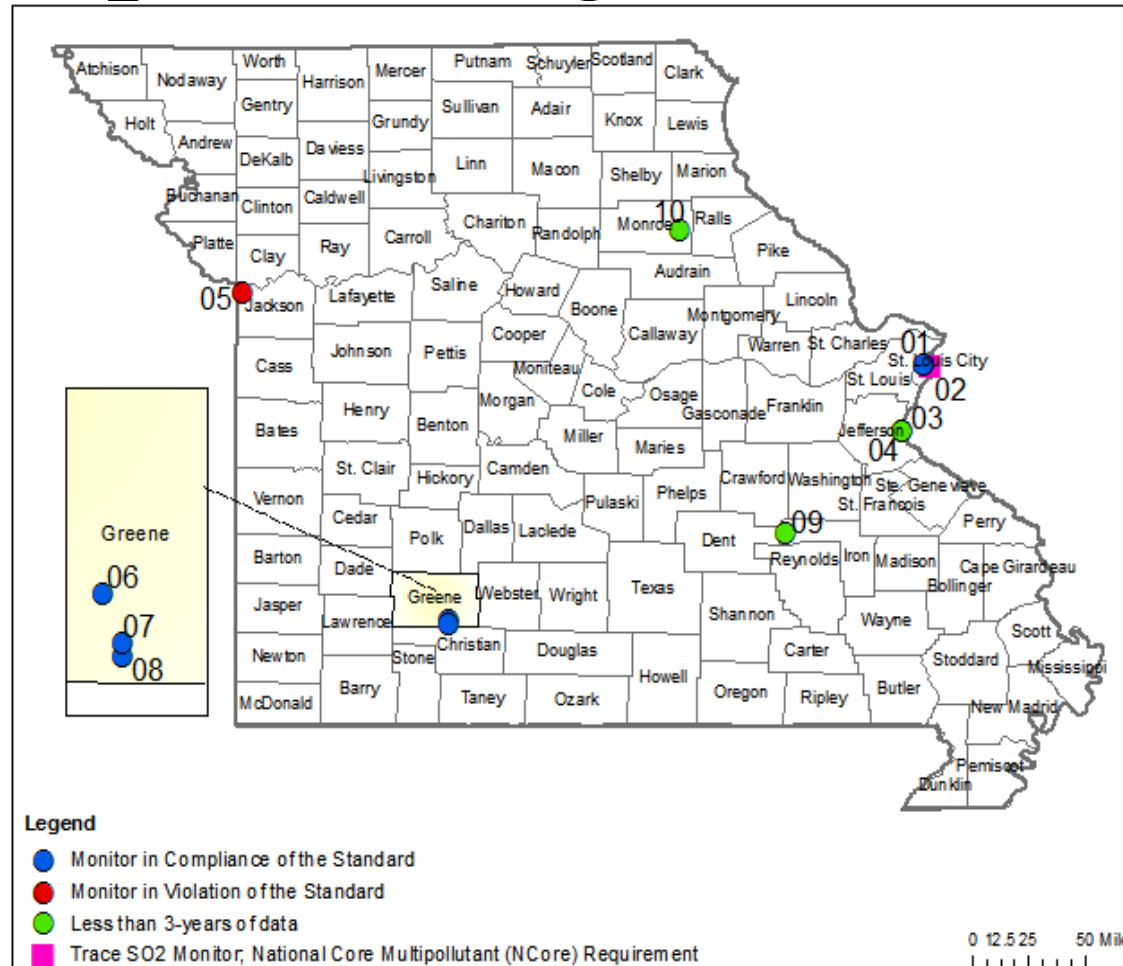 Atchison
Nodaway
Worth
Harrison
Mercer
Putnam
Schuyler
Scotland
Clark
Gentry
Sullivan
Adair
Knox
Lewis
Holt
Grundy
Andrew
DeKalb
Daviess
Linn
Macon
Shelby
Marion
Livingston
Buchanan
Clinton
Caldwell
Chariton
10
Monroe
Ralls
Randolph
Platte
Clay
Ray
Carroll
Pike
Audrain
Saline
Howard
05
Jackson
Lafayette
Boone
Lincoln
Callaway
Montgomery
Cooper
Warren
St. Charles
01
St. Louis City
Cass
Johnson
Pettis
Moniteau
St. Louis
02
Cole
Osage
Morgan
Gasconade
Franklin
Henry
Benton
03
Bates
Miller
Jefferson
Maries
04
St. Clair
Camden
Hickory
Crawford
Washington
Ste. Genevieve
Vernon
Pulaski
Phelps
St. Francois
Cedar
Perry
Dallas
Laclede
09
Greene
Polk
Dent
Barton
Dade
Reynolds
Iron
Madison
Cape Girardeau
Bollinger
06
Jasper
Greene
Webster
Wright
Texas
Shannon
Lawrence
Wayne
07
Scott
08
Newton
Stone
Christian
Douglas
Carter
Stoddard
Mississippi
Howell
McDonald
Barry
Taney
Ozark
Oregon
Ripley
Butler
New Madrid
Pemiscot
Dunklin
Legend
Monitor in Compliance of the Standard
Monitor in Violation of the Standard
Less than 3-years of data
Trace SO2 Monitor; National Core Multipollutant (NCore) Requirement
0 12.5 25 50 Mil